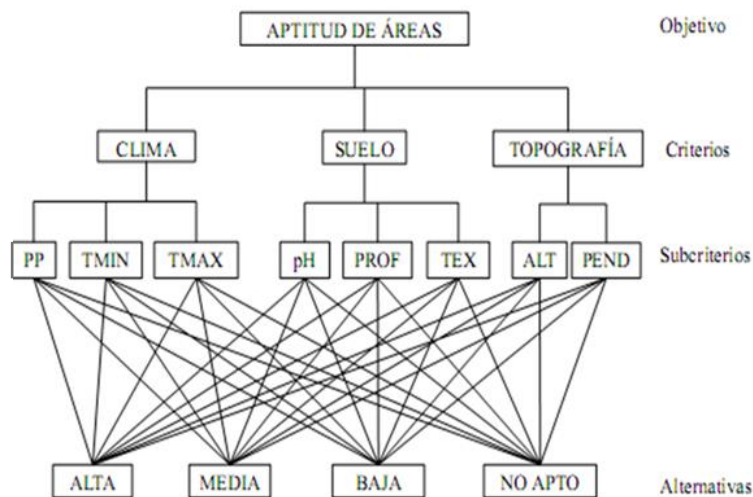 APTITUD DE ÁREAS Objetivo
CLIMA SUELO TOPOGRAFÍA Criterios
PP TMIN TMAX pH PROF TEX ALT PEND Subcriterios
ALTA MEDIA BAJA NO APTO Alternativas